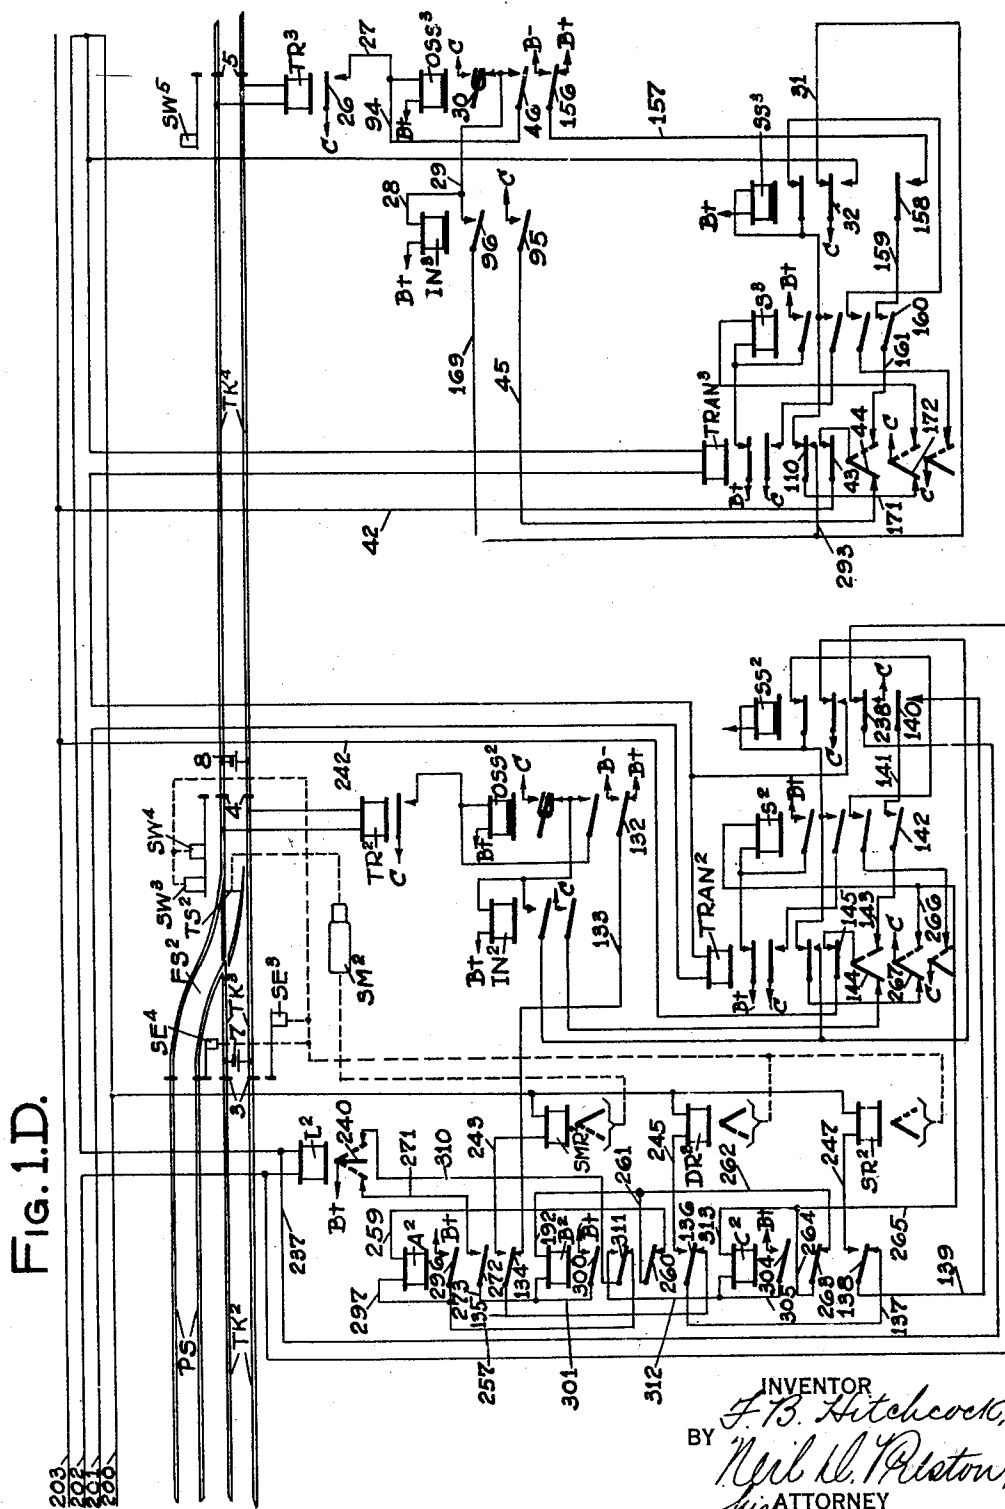 FIG. 1.D.
203
202
201
200
PS
TK²
3
SE⁴
7
TK³
SE³
FS²
TS²
SW³
SW⁴
4
8
TK⁴
SW⁵
5
TR³
C
26
27
94
B+
OSS³
C
30
B-
46
B+
156
157
28
29
B+
IN³
96
C
95
169
45
42
TRAN³
B+
C
110
43
44
C
172
C
171
293
S³
B+
160
161
159
B+
SS³
C
32
158
31
242
TR²
C
B+
OSS²
C
B-
B+
132
B+
IN²
C
133
SM²
TRAN²
B+
C
145
144
143
C
267
C
266
S²
B+
142
141
SS²
C
238
C
140
237
L²
B+
240
271
310
243
SMR²
261
245
DR²
262
247
SR²
297
259
A²
B+
296
273
135
272
134
257
192
B²
B+
300
311
260
301
136
313
C²
B+
304
305
264
263
138
137
265
139
312
INVENTOR
F. B. Hitchcock,
BY Neil D. Preston,
his ATTORNEY